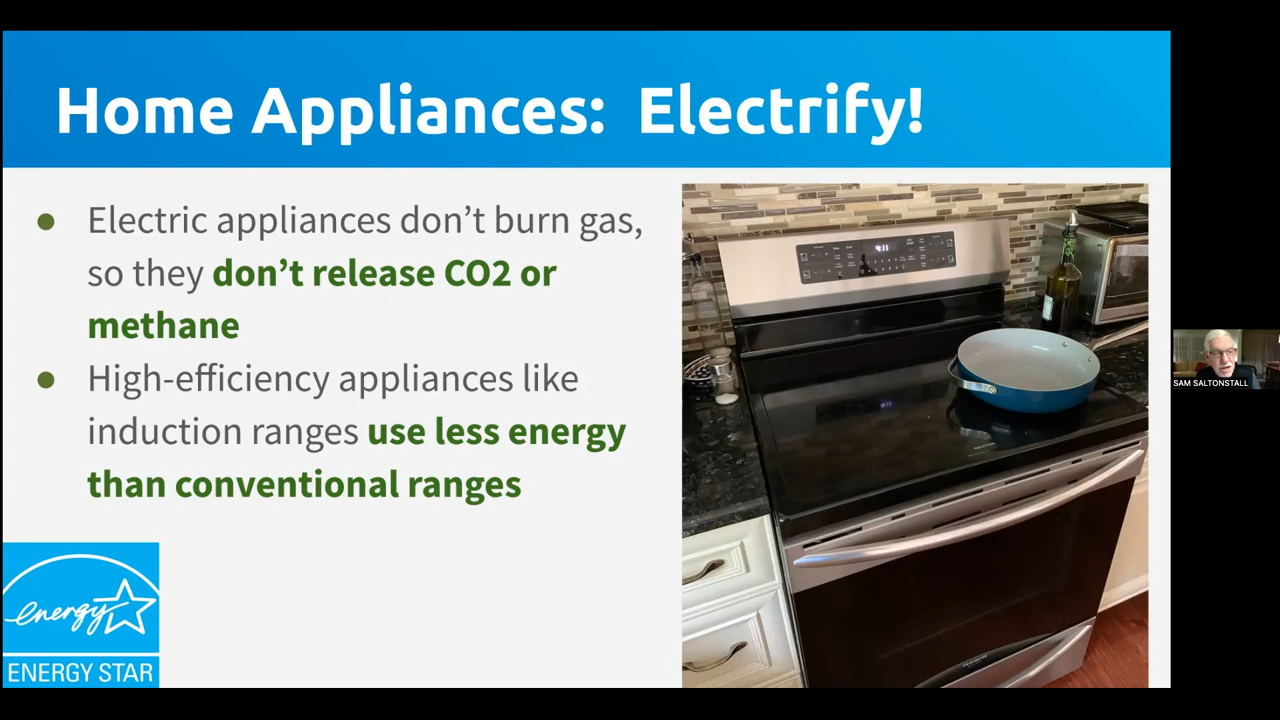 Home Appliances: Electrify!
● Electric appliances don’t burn gas,
so they don’t release CO2 or
methane
● High-efficiency appliances like
induction ranges use less energy
than conventional ranges
energy
ENERGY STAR
SAM SALTONSTALL